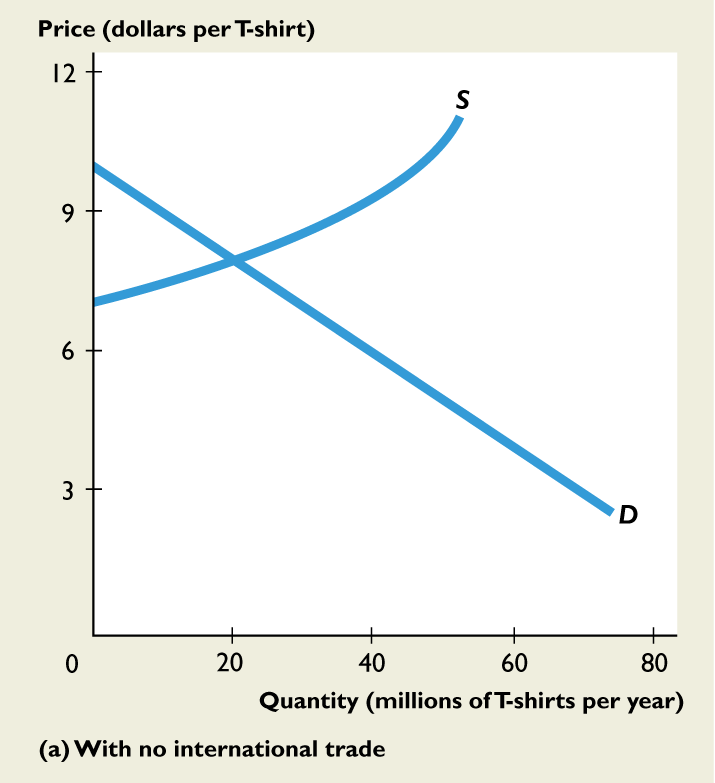 Price (dollars per T-shirt)
12
S
9
6
3
D
0 20 40 60 80
Quantity (millions of T-shirts per year)
(a) With no international trade